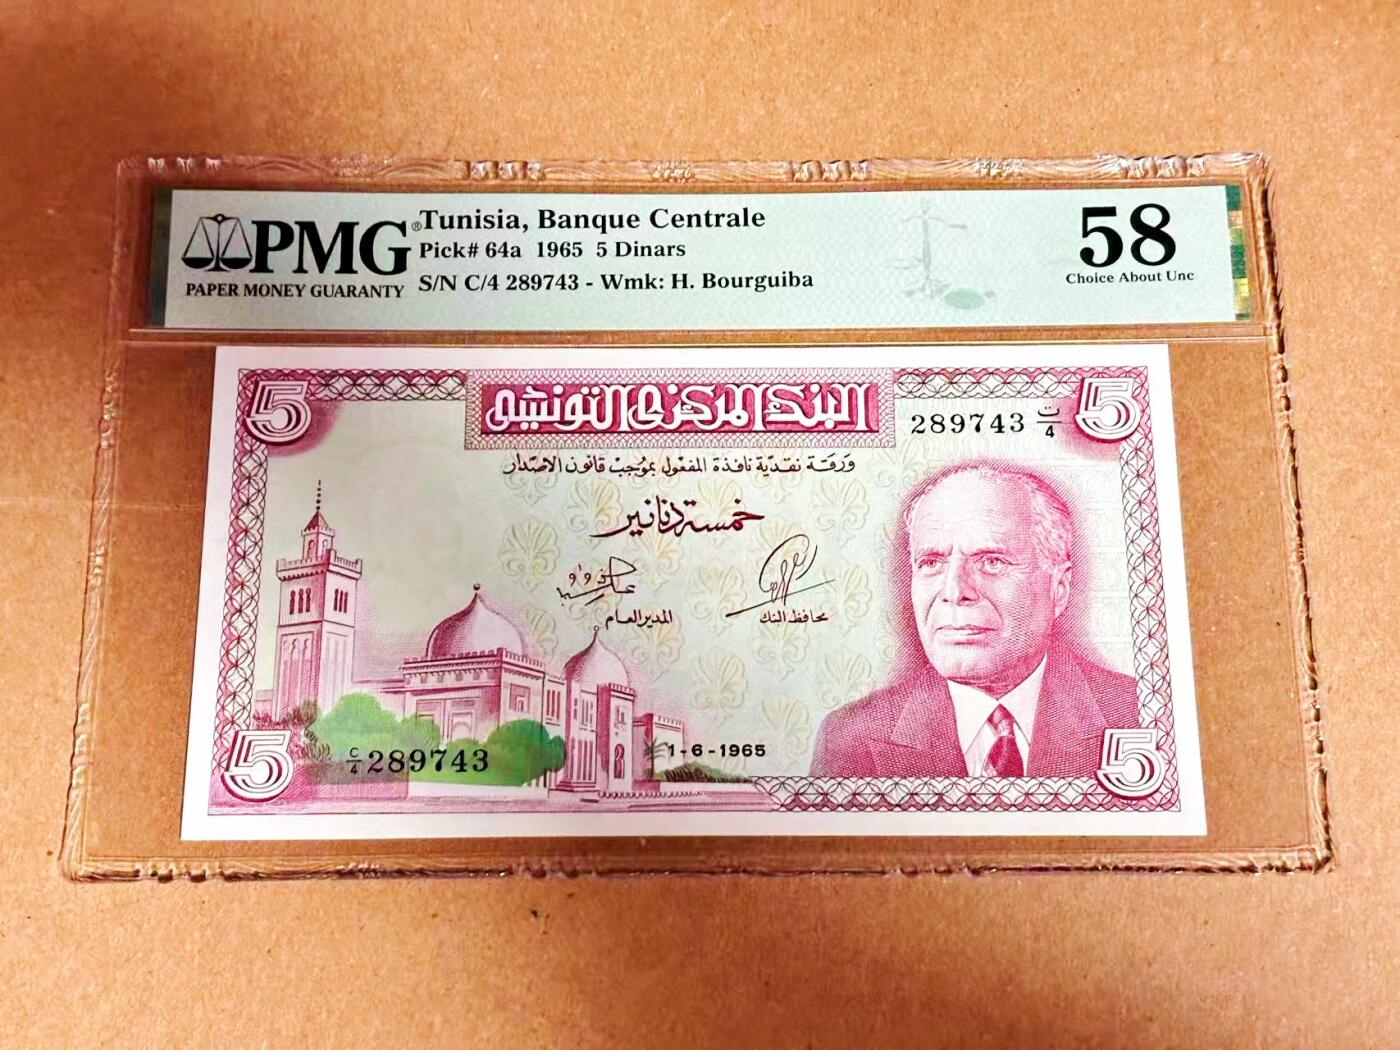 PMG®
PAPER MONEY GUARANTY
Tunisia, Banque Centrale
Pick# 64a 1965 5 Dinars
S/N C/4 289743 - Wmk: H. Bourguiba
58
Choice About Unc
5
البنك المركزي التونسي
289743 ت/4
5
ورقة نقدية نافذة المفعول بموجب قانون الاصدار
خمسة دنانير
المدير العام
محافظ البنك
5
C/4 289743
1-6-1965
5